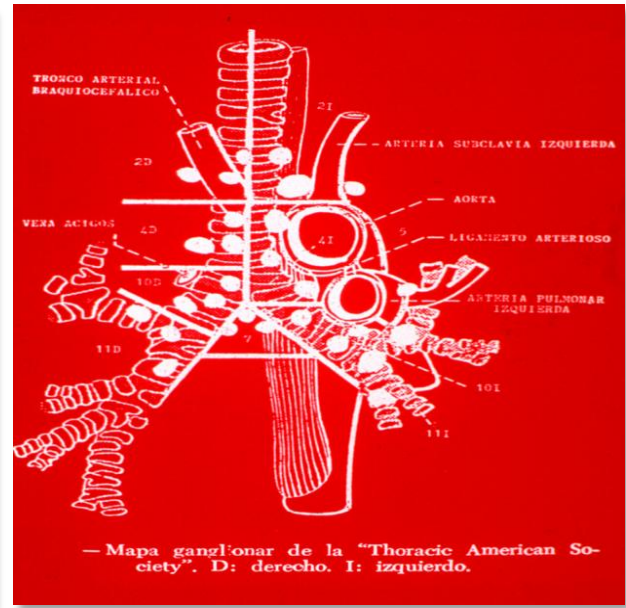 2I
TRONCO ARTERIAL
BRAQUIOCEFALICO
ARTERIA SUBCLAVIA IZQUIERDA
2D
AORTA
VENA ACIGOS
4D
4I
5
LIGAMENTO ARTERIOSO
10D
ARTERIA PULMONAR
IZQUIERDA
7
11D
10I
11I
— Mapa ganglionar de la “Thoracic American So-
ciety”. D: derecho. I: izquierdo.